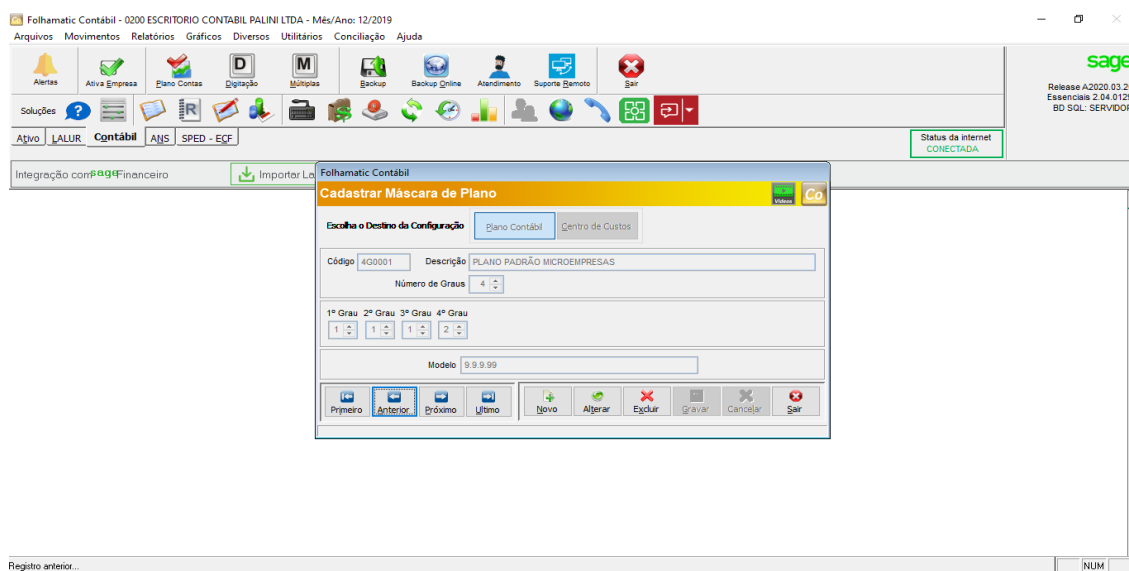 Folhamatic Contábil - 0200 ESCRITORIO CONTABIL PALINI LTDA - Mês/Ano: 12/2019
Arquivos Movimentos Relatórios Gráficos Diversos Utilitários Conciliação Ajuda
Alertas Ativa Empresa Plano Contas Digitação Múltiplas Backup Backup Online Atendimento Suporte Remoto Sair
D M
sage
Release A2020.03.2
Essenciais 2.04.0129
BD SQL: SERVIDOR
Soluções
R
Ativo LALUR Contábil ANS SPED - ECF
Status da internet
CONECTADA
Integração com sage Financeiro Importar La
Folhamatic Contábil
Cadastrar Máscara de Plano
Vídeos Co
Escolha o Destino da Configuração Plano Contábil Centro de Custos
Código 4G0001 Descrição PLANO PADRÃO MICROEMPRESAS
Número de Graus 4
1º Grau 2º Grau 3º Grau 4º Grau
1 1 1 2
Modelo 9.9.9.99
Primeiro Anterior Próximo Ultimo Novo Alterar Excluir Gravar Cancelar Sair
Registro anterior... NUM